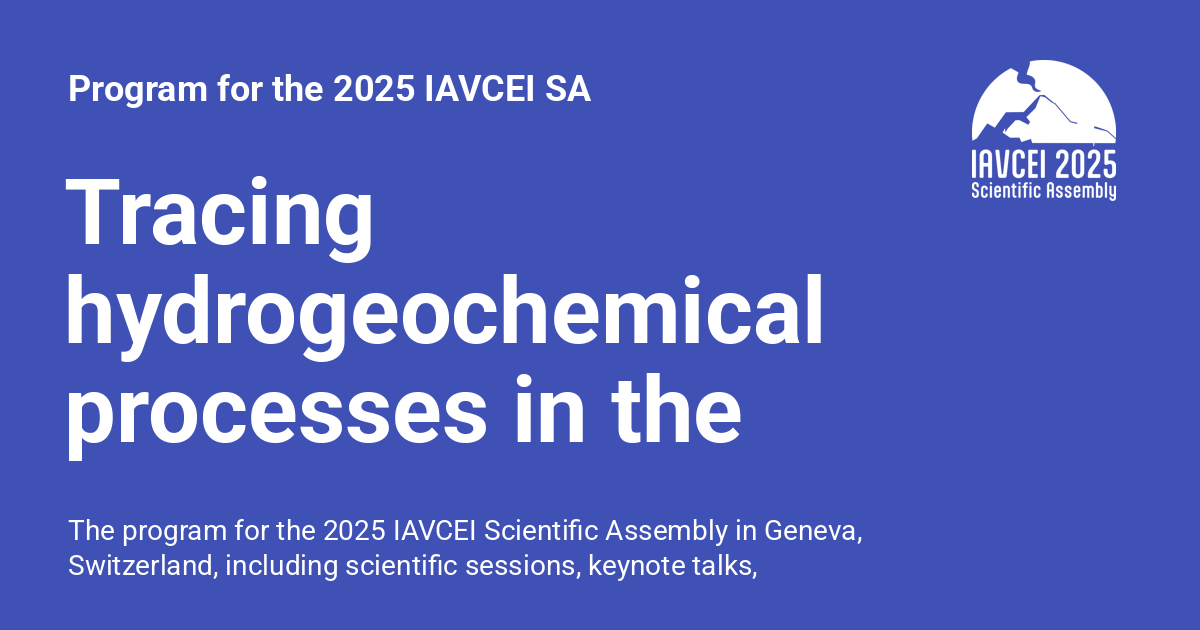 Program for the 2025 IAVCEI SA
IAVCEI 2025
Scientific Assembly
Tracing
hydrogeochemical
processes in the
The program for the 2025 IAVCEI Scientific Assembly in Geneva,
Switzerland, including scientific sessions, keynote talks,